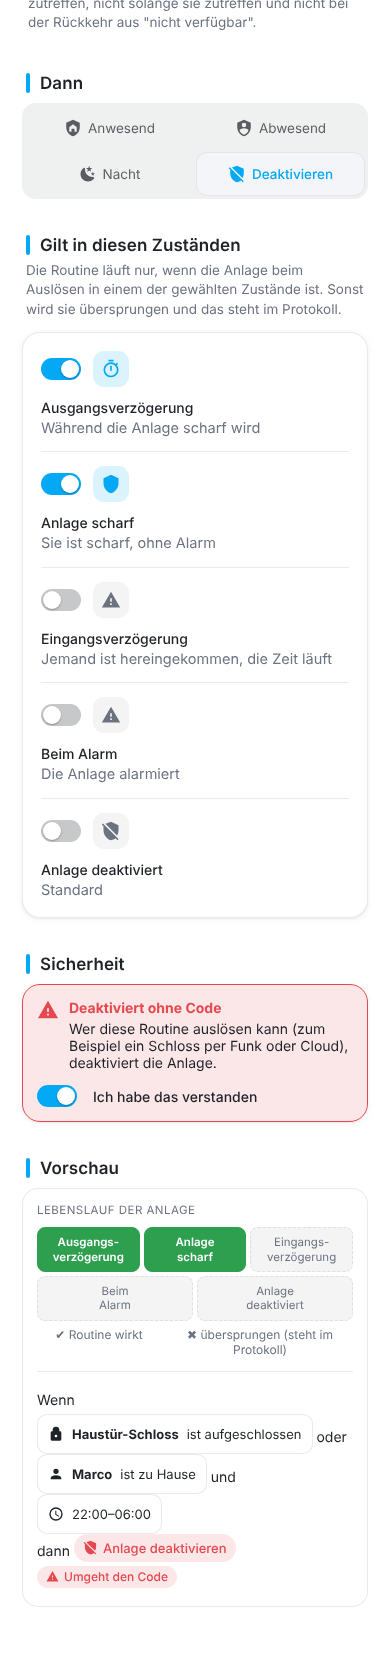 zutreffen, nicht solange sie zutreffen und nicht bei
der Rückkehr aus "nicht verfügbar".
Dann
Anwesend
Abwesend
Nacht
Deaktivieren
Gilt in diesen Zuständen
Die Routine läuft nur, wenn die Anlage beim
Auslösen in einem der gewählten Zustände ist. Sonst
wird sie übersprungen und das steht im Protokoll.
Ausgangsverzögerung
Während die Anlage scharf wird
Anlage scharf
Sie ist scharf, ohne Alarm
Eingangsverzögerung
Jemand ist hereingekommen, die Zeit läuft
Beim Alarm
Die Anlage alarmiert
Anlage deaktiviert
Standard
Sicherheit
Deaktiviert ohne Code
Wer diese Routine auslösen kann (zum
Beispiel ein Schloss per Funk oder Cloud),
deaktiviert die Anlage.
Ich habe das verstanden
Vorschau
LEBENSLAUF DER ANLAGE
Ausgangs-
verzögerung
Anlage
scharf
Eingangs-
verzögerung
Beim
Alarm
Anlage
deaktiviert
✔ Routine wirkt
✖ übersprungen (steht im
Protokoll)
Wenn
Haustür-Schloss ist aufgeschlossen oder
Marco ist zu Hause und
22:00–06:00
dann Anlage deaktivieren
Umgeht den Code